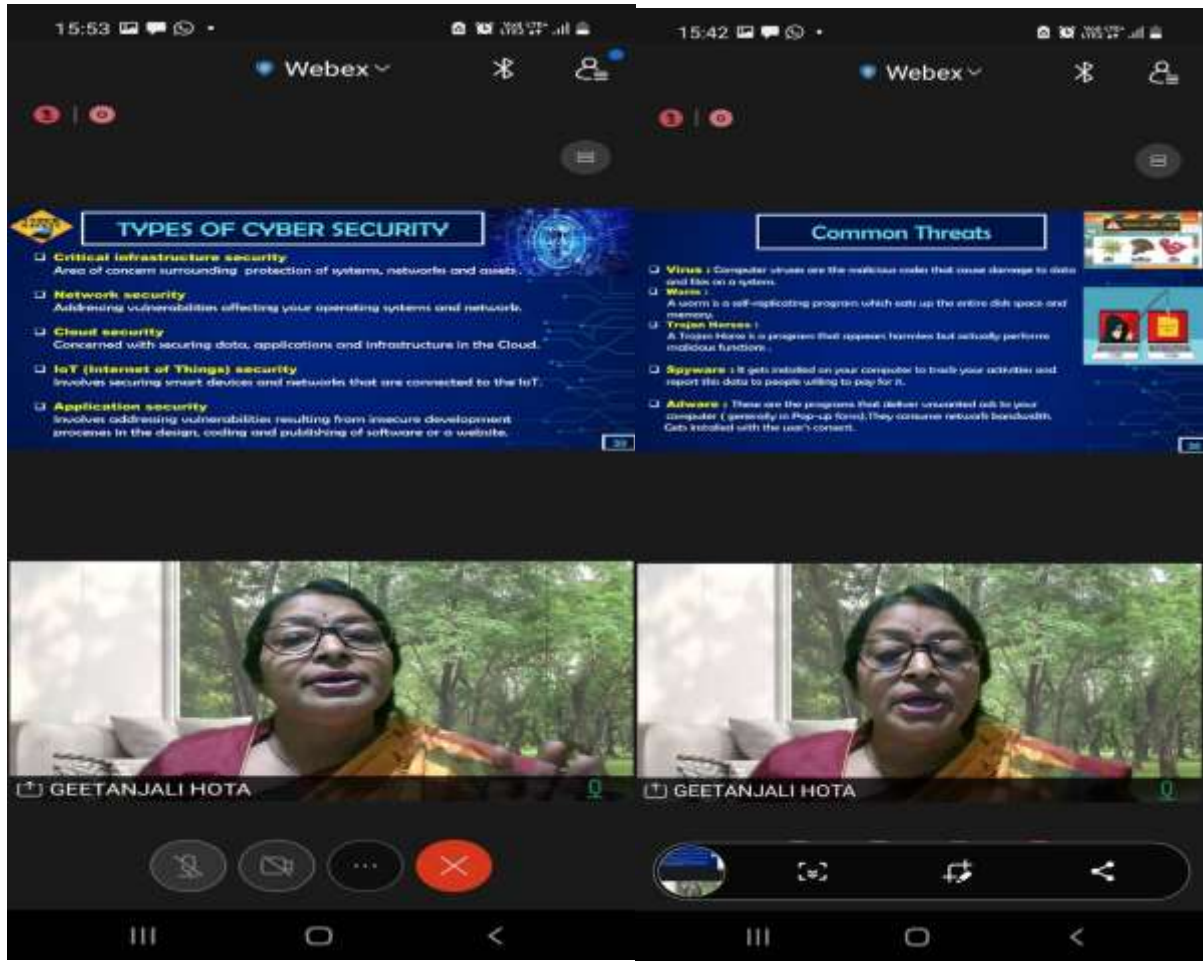 15:53
Webex
TYPES OF CYBER SECURITY
Critical infrastructure security
Area of concern surrounding protection of systems, networks and assets.
Network security
Addressing vulnerabilities affecting your operating systems and network.
Cloud security
Concerned with securing data, applications and infrastructure in the Cloud.
IoT (Internet of Things) security
Involves securing smart devices and networks that are connected to the IoT.
Application security
Involves addressing vulnerabilities resulting from insecure development
processes in the design, coding and publishing of software or a website.
GEETANJALI HOTA
15:42
Webex
Common Threats
Virus : Computer viruses are the malicious codes that cause damage to data
and files on a system.
Worm :
A worm is a self-replicating program which eats up the entire disk space and
memory.
Trojan Horses :
A Trojan Horse is a program that appears harmless but actually performs
malicious functions .
Spyware : It gets installed on your computer to track your activities and
report this data to people willing to pay for it.
Adware : These are the programs that deliver unwanted ads to your
computer ( generally in Pop-up form).They consume network bandwidth.
Gets installed with the user's consent.
GEETANJALI HOTA